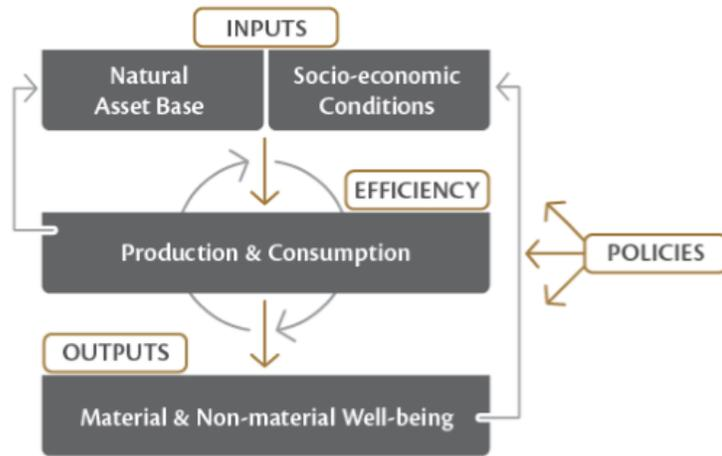 INPUTS
Natural
Asset Base
Socio-economic
Conditions
EFFICIENCY
Production & Consumption
POLICIES
OUTPUTS
Material & Non-material Well-being